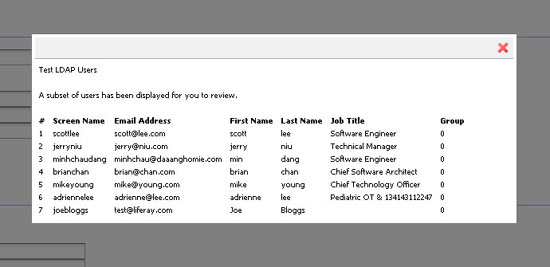 Test LDAP Users
A subset of users has been displayed for you to review.
# Screen Name Email Address First Name Last Name Job Title Group
1 scottlee scott@lee.com scott lee Software Engineer 0
2 jerryniu jerry@niu.com jerry niu Technical Manager 0
3 minhchaudang minhchau@daaanghomie.com min dang Software Engineer 0
4 brianchan brian@chan.com brian chan Chief Software Architect 0
5 mikeyoung mike@young.com mike young Chief Technology Officer 0
6 adriennelee adrienne@lee.com adrienne lee Pediatric OT & 134143112247 0
7 joebloggs test@liferay.com Joe Bloggs 0